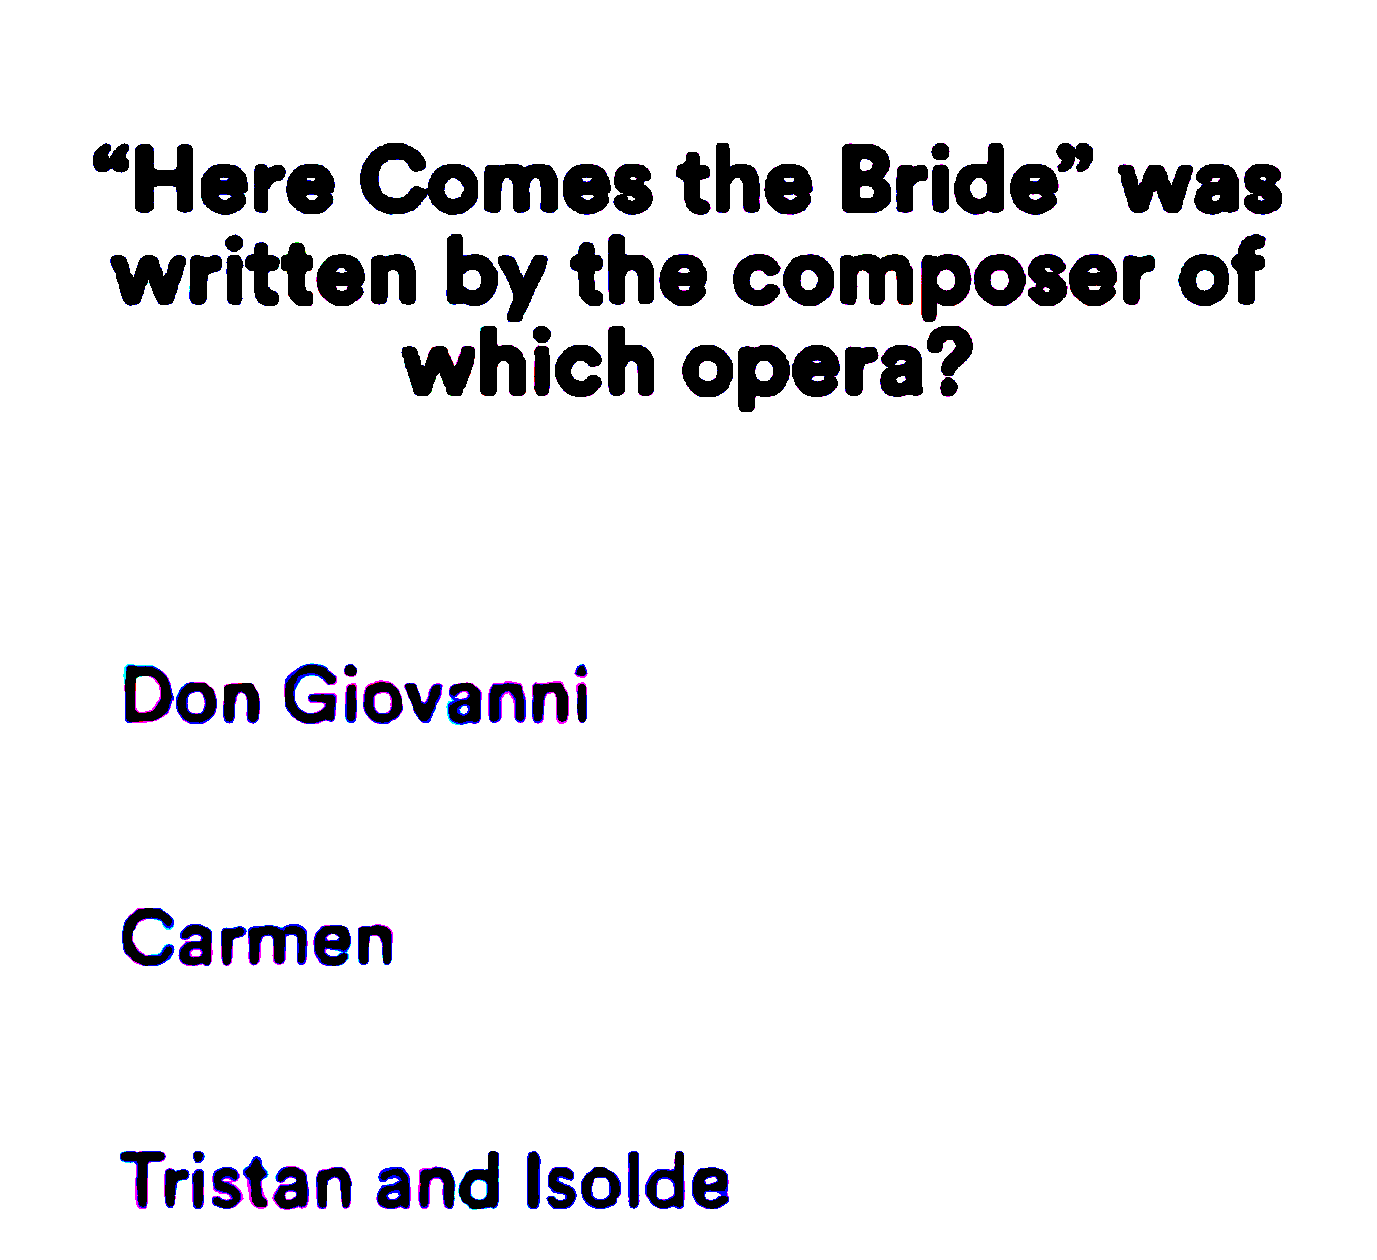 “Here Comes the Bride” was
written by the composer of
which opera?
Don Giovanni
Carmen
Tristan and Isolde